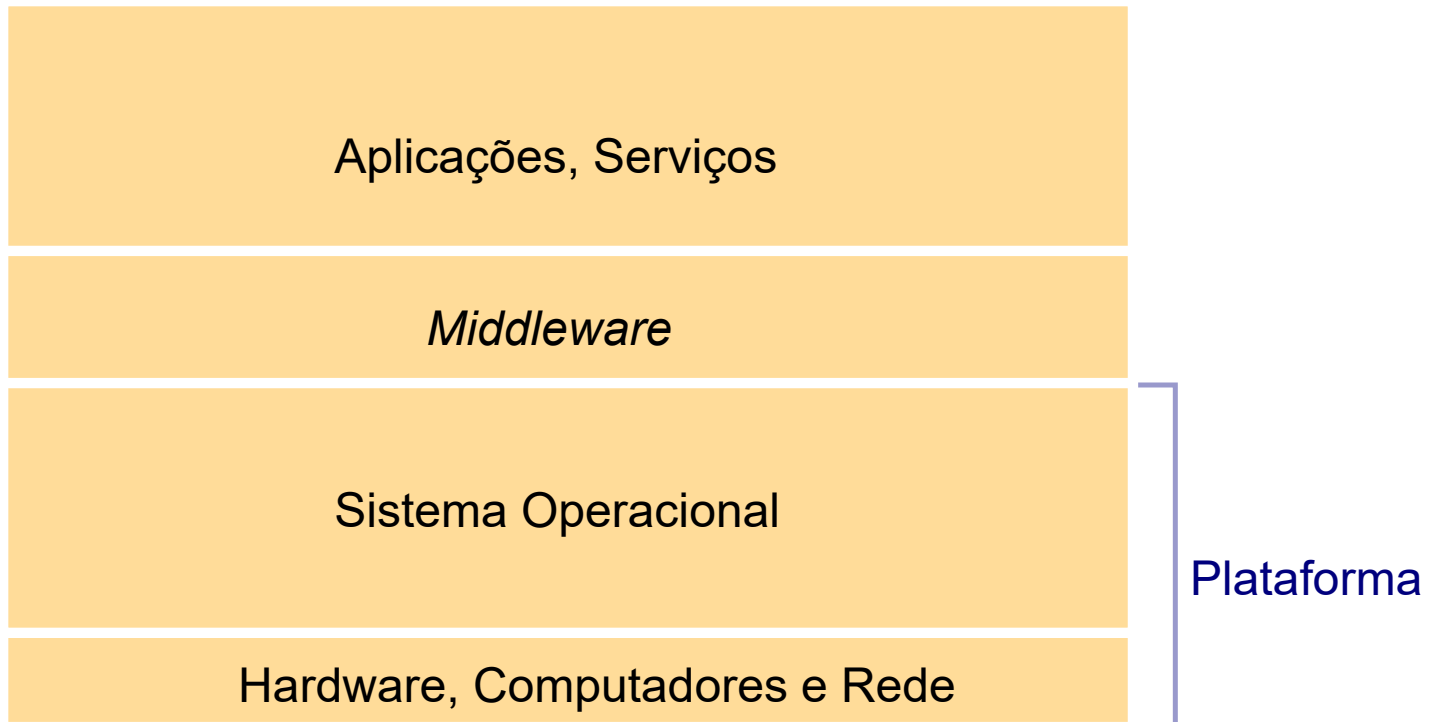 Aplicações, Serviços
Middleware
Sistema Operacional
Plataforma
Hardware, Computadores e Rede